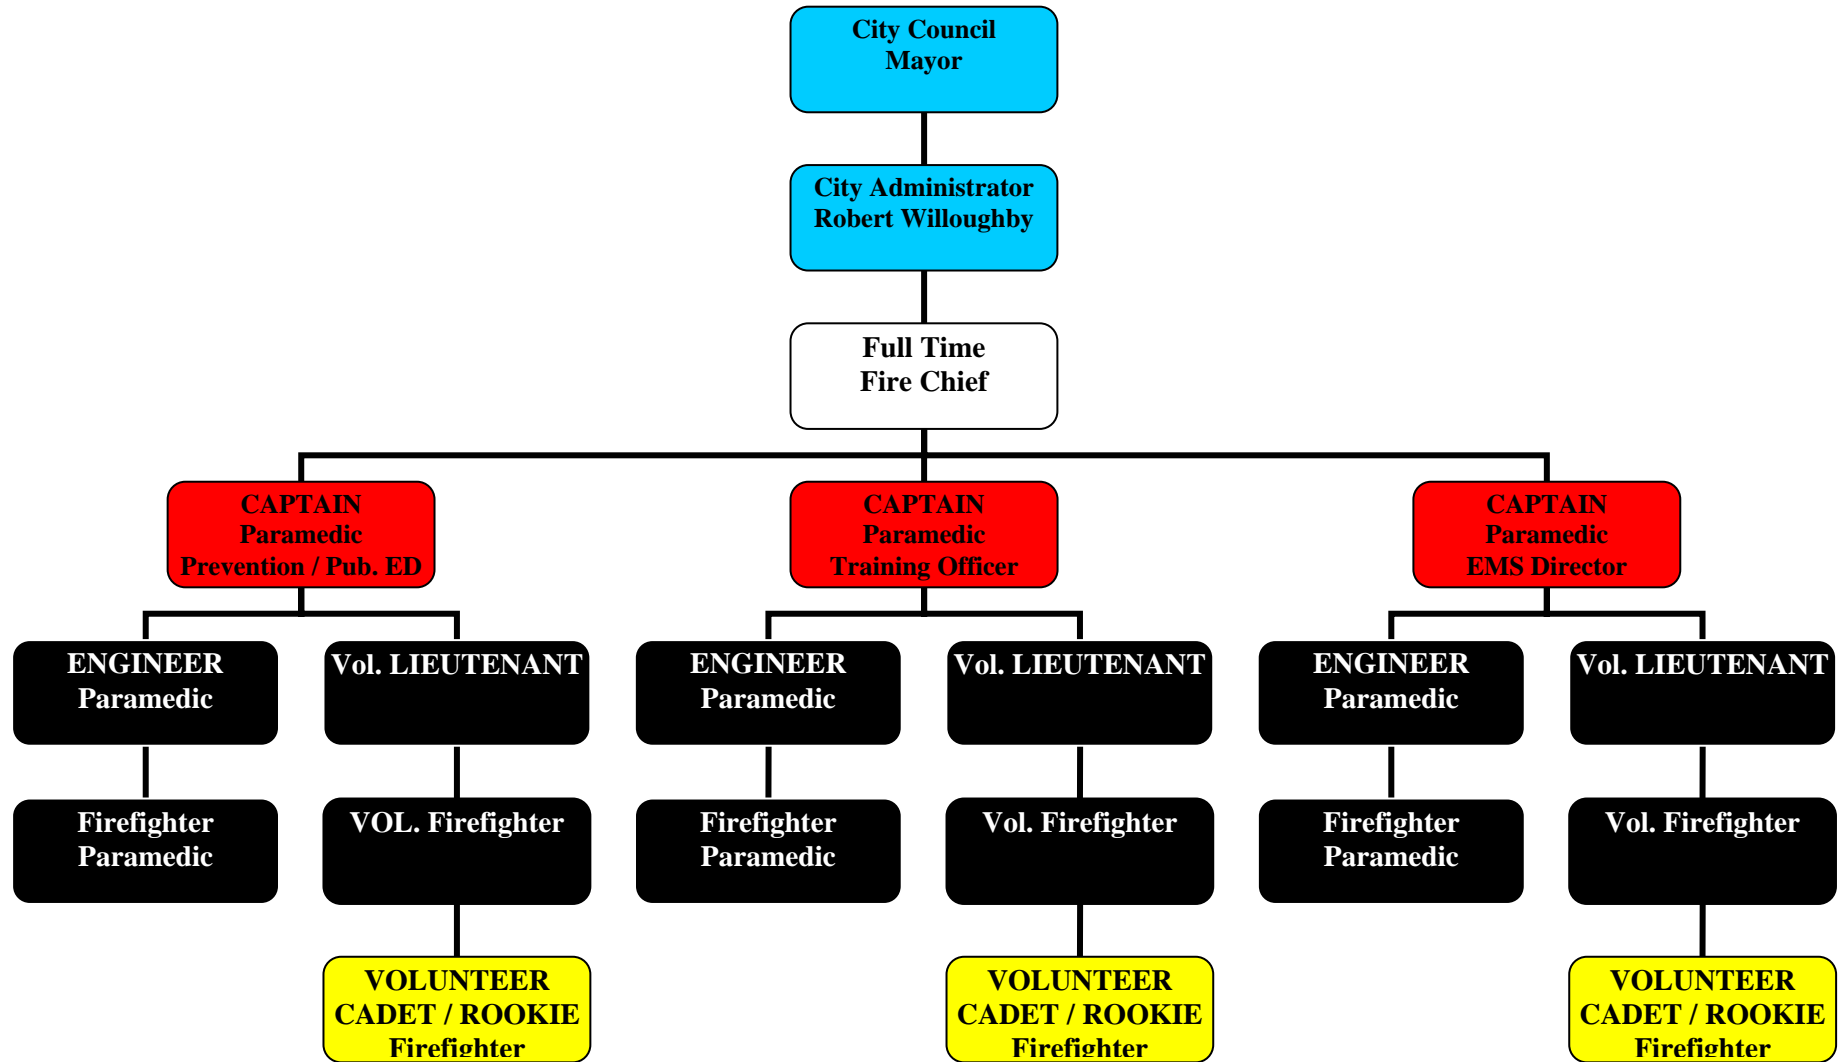 City Council
Mayor
City Administrator
Robert Willoughby
Full Time
Fire Chief
CAPTAIN
Paramedic
Prevention / Pub. ED
CAPTAIN
Paramedic
Training Officer
CAPTAIN
Paramedic
EMS Director
ENGINEER
Paramedic
Vol. LIEUTENANT
ENGINEER
Paramedic
Vol. LIEUTENANT
ENGINEER
Paramedic
Vol. LIEUTENANT
Firefighter
Paramedic
VOL. Firefighter
Firefighter
Paramedic
Vol. Firefighter
Firefighter
Paramedic
Vol. Firefighter
VOLUNTEER
CADET / ROOKIE
Firefighter
VOLUNTEER
CADET / ROOKIE
Firefighter
VOLUNTEER
CADET / ROOKIE
Firefighter